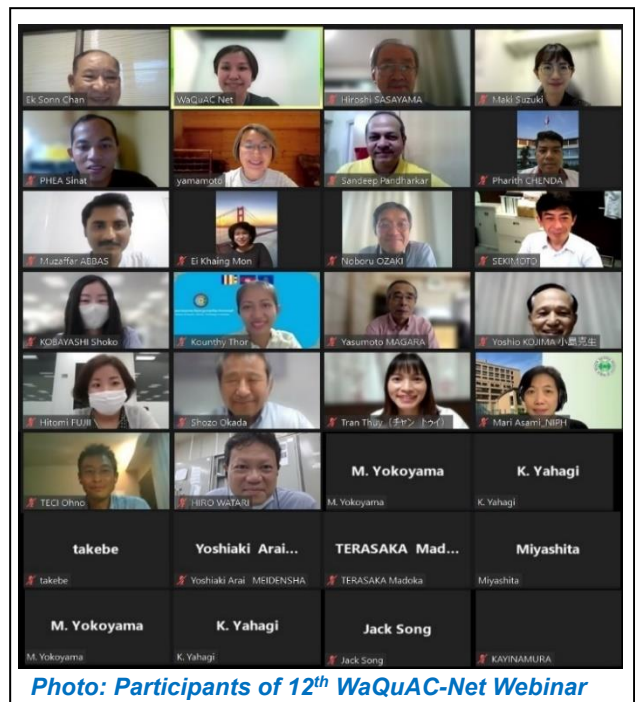 Ek Sonn Chan
WaQuAC Net
Hiroshi SASAYAMA
Maki Suzuki
PHEA Sinat
yamamoto
Sandeep Pandharkar
Pharith CHENDA
Muzaffar ABBAS
Ei Khaing Mon
Noboru OZAKI
SEKIMOTO
KOBAYASHI Shoko
Kounthy Thor
Yasumoto MAGARA
Yoshio KOJIMA 小島克生
Hitomi FUJII
Shozo Okada
Tran Thuy（チャン トゥイ）
Mari Asami_NIPH
TECI Ohno
HIRO WATARI
M. Yokoyama
M. Yokoyama
K. Yahagi
K. Yahagi
takebe
takebe
Yoshiaki Arai...
Yoshiaki Arai MEIDENSHA
TERASAKA Mad...
TERASAKA Madoka
Miyashita
Miyashita
M. Yokoyama
M. Yokoyama
K. Yahagi
K. Yahagi
Jack Song
Jack Song
KAYINAMURA
Photo: Participants of 12th WaQuAC-Net Webinar